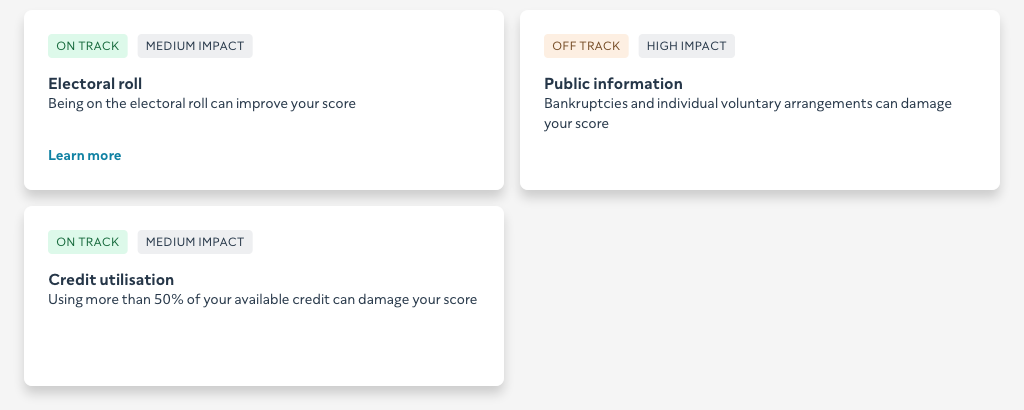 ON TRACK MEDIUM IMPACT
Electoral roll
Being on the electoral roll can improve your score
Learn more
OFF TRACK HIGH IMPACT
Public information
Bankruptcies and individual voluntary arrangements can damage
your score
ON TRACK MEDIUM IMPACT
Credit utilisation
Using more than 50% of your available credit can damage your score